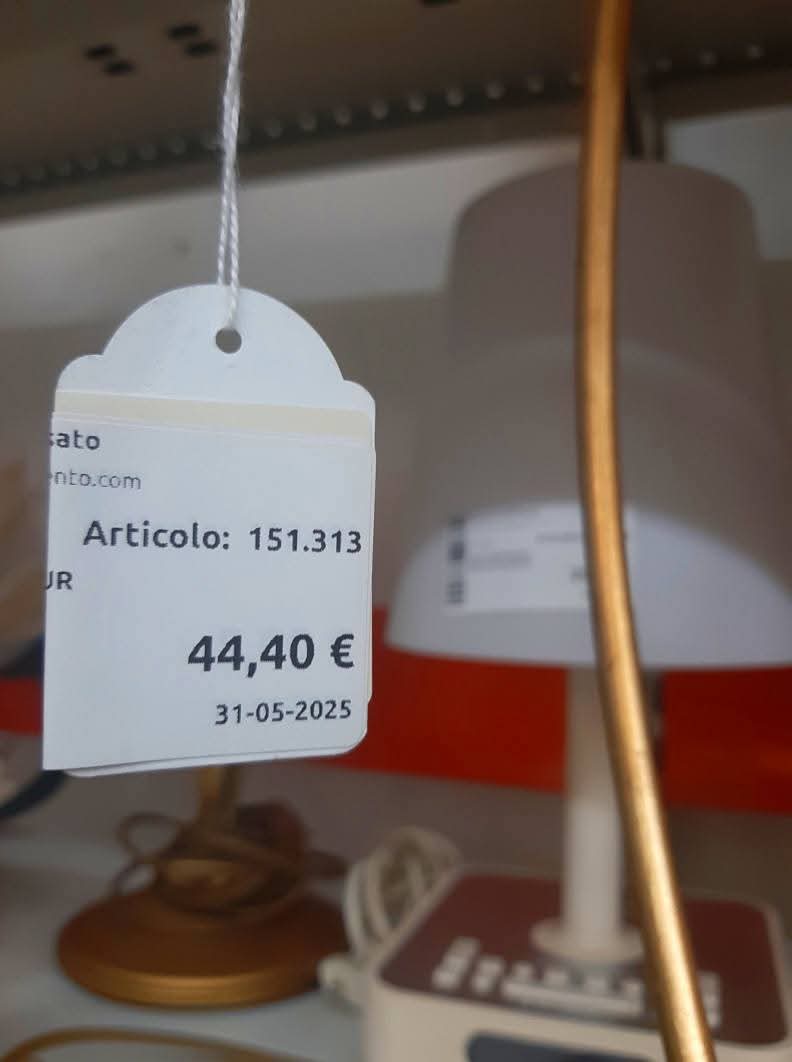 sato
ento.com
Articolo: 151.313
UR
44,40 €
31-05-2025